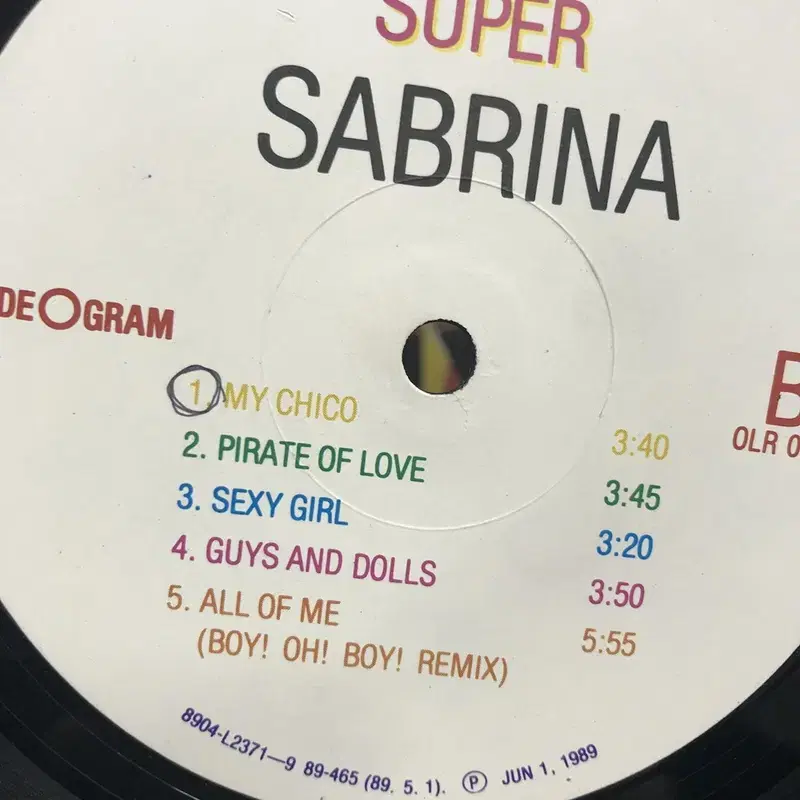 SUPER
SABRINA
DEOGRAM
B
OLR 0
1. MY CHICO 3:40
2. PIRATE OF LOVE 3:45
3. SEXY GIRL 3:20
4. GUYS AND DOLLS 3:50
5. ALL OF ME 5:55
(BOY! OH! BOY! REMIX)
8904-L2371—9 89-465 (89. 5. 1). Ⓟ JUN 1, 1989